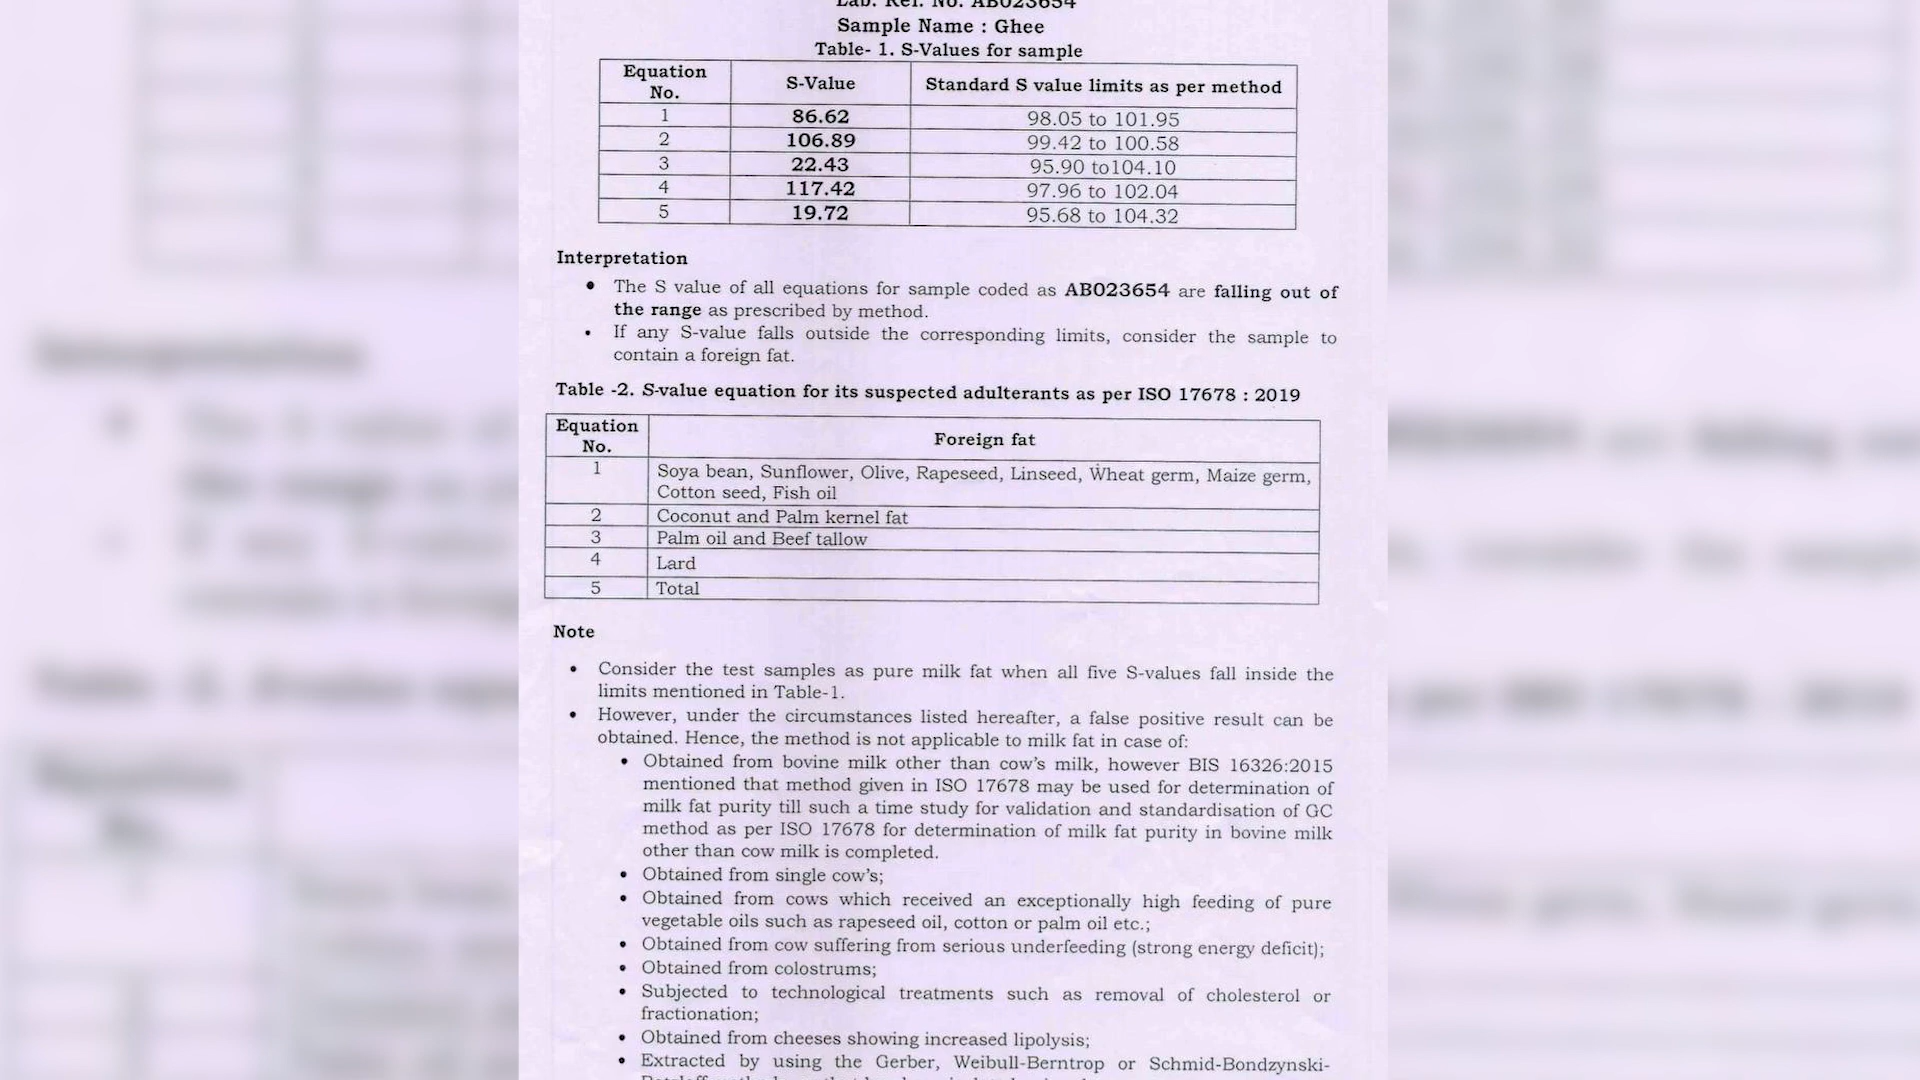 Lab. Ref. No. AB023654
Sample Name : Ghee
Table- 1. S-Values for sample
Equation No. S-Value Standard S value limits as per method
1 86.62 98.05 to 101.95
2 106.89 99.42 to 100.58
3 22.43 95.90 to104.10
4 117.42 97.96 to 102.04
5 19.72 95.68 to 104.32
Interpretation
• The S value of all equations for sample coded as AB023654 are falling out of
the range as prescribed by method.
• If any S-value falls outside the corresponding limits, consider the sample to
contain a foreign fat.
Table -2. S-value equation for its suspected adulterants as per ISO 17678 : 2019
Equation No. Foreign fat
1 Soya bean, Sunflower, Olive, Rapeseed, Linseed, Wheat germ, Maize germ,
Cotton seed, Fish oil
2 Coconut and Palm kernel fat
3 Palm oil and Beef tallow
4 Lard
5 Total
Note
• Consider the test samples as pure milk fat when all five S-values fall inside the
limits mentioned in Table-1.
• However, under the circumstances listed hereafter, a false positive result can be
obtained. Hence, the method is not applicable to milk fat in case of:
• Obtained from bovine milk other than cow's milk, however BIS 16326:2015
mentioned that method given in ISO 17678 may be used for determination of
milk fat purity till such a time study for validation and standardisation of GC
method as per ISO 17678 for determination of milk fat purity in bovine milk
other than cow milk is completed.
• Obtained from single cow's;
• Obtained from cows which received an exceptionally high feeding of pure
vegetable oils such as rapeseed oil, cotton or palm oil etc.;
• Obtained from cow suffering from serious underfeeding (strong energy deficit);
• Obtained from colostrums;
• Subjected to technological treatments such as removal of cholesterol or
fractionation;
• Obtained from cheeses showing increased lipolysis;
• Extracted by using the Gerber, Weibull-Berntrop or Schmid-Bondzynski-